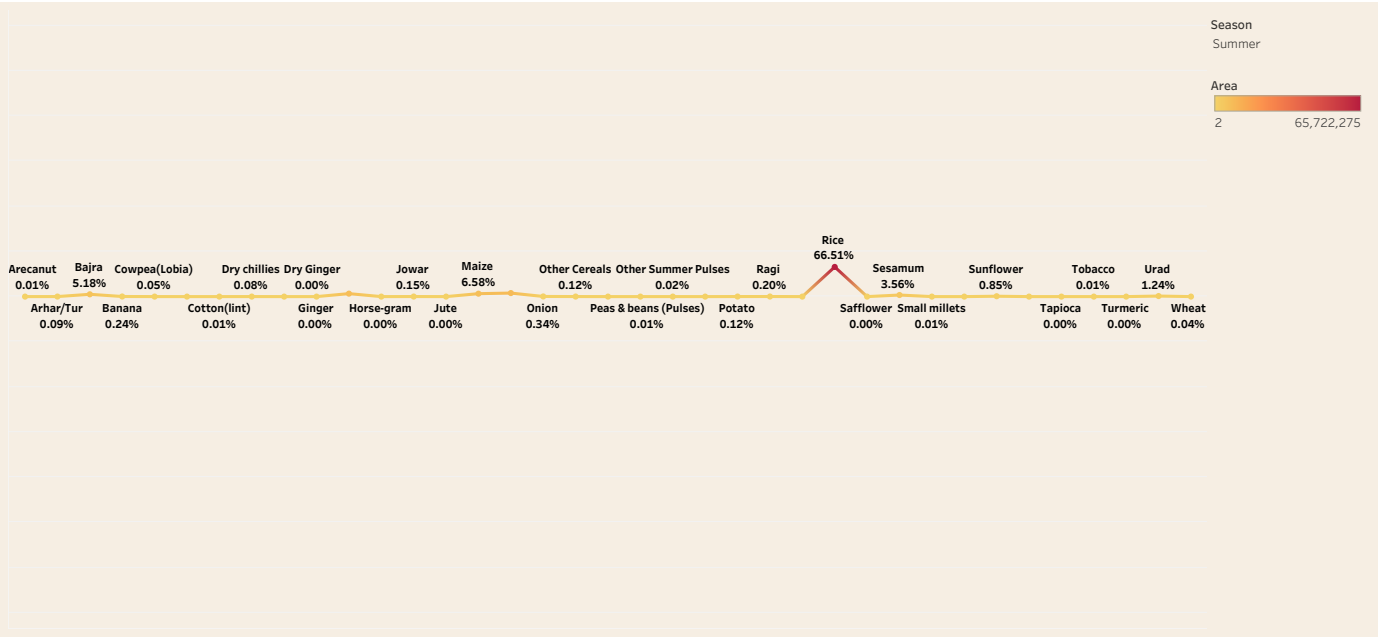 Season
Summer
Area
2 65,722,275
Rice
66.51%
Arecanut
0.01%
Bajra
5.18%
Cowpea(Lobia)
0.05%
Dry chillies
0.08%
Dry Ginger
0.00%
Jowar
0.15%
Maize
6.58%
Other Cereals
0.12%
Other Summer Pulses
0.02%
Ragi
0.20%
Sesamum
3.56%
Sunflower
0.85%
Tobacco
0.01%
Urad
1.24%
Arhar/Tur
0.09%
Banana
0.24%
Cotton(lint)
0.01%
Ginger
0.00%
Horse-gram
0.00%
Jute
0.00%
Onion
0.34%
Peas & beans (Pulses)
0.01%
Potato
0.12%
Safflower
0.00%
Small millets
0.01%
Tapioca
0.00%
Turmeric
0.00%
Wheat
0.04%